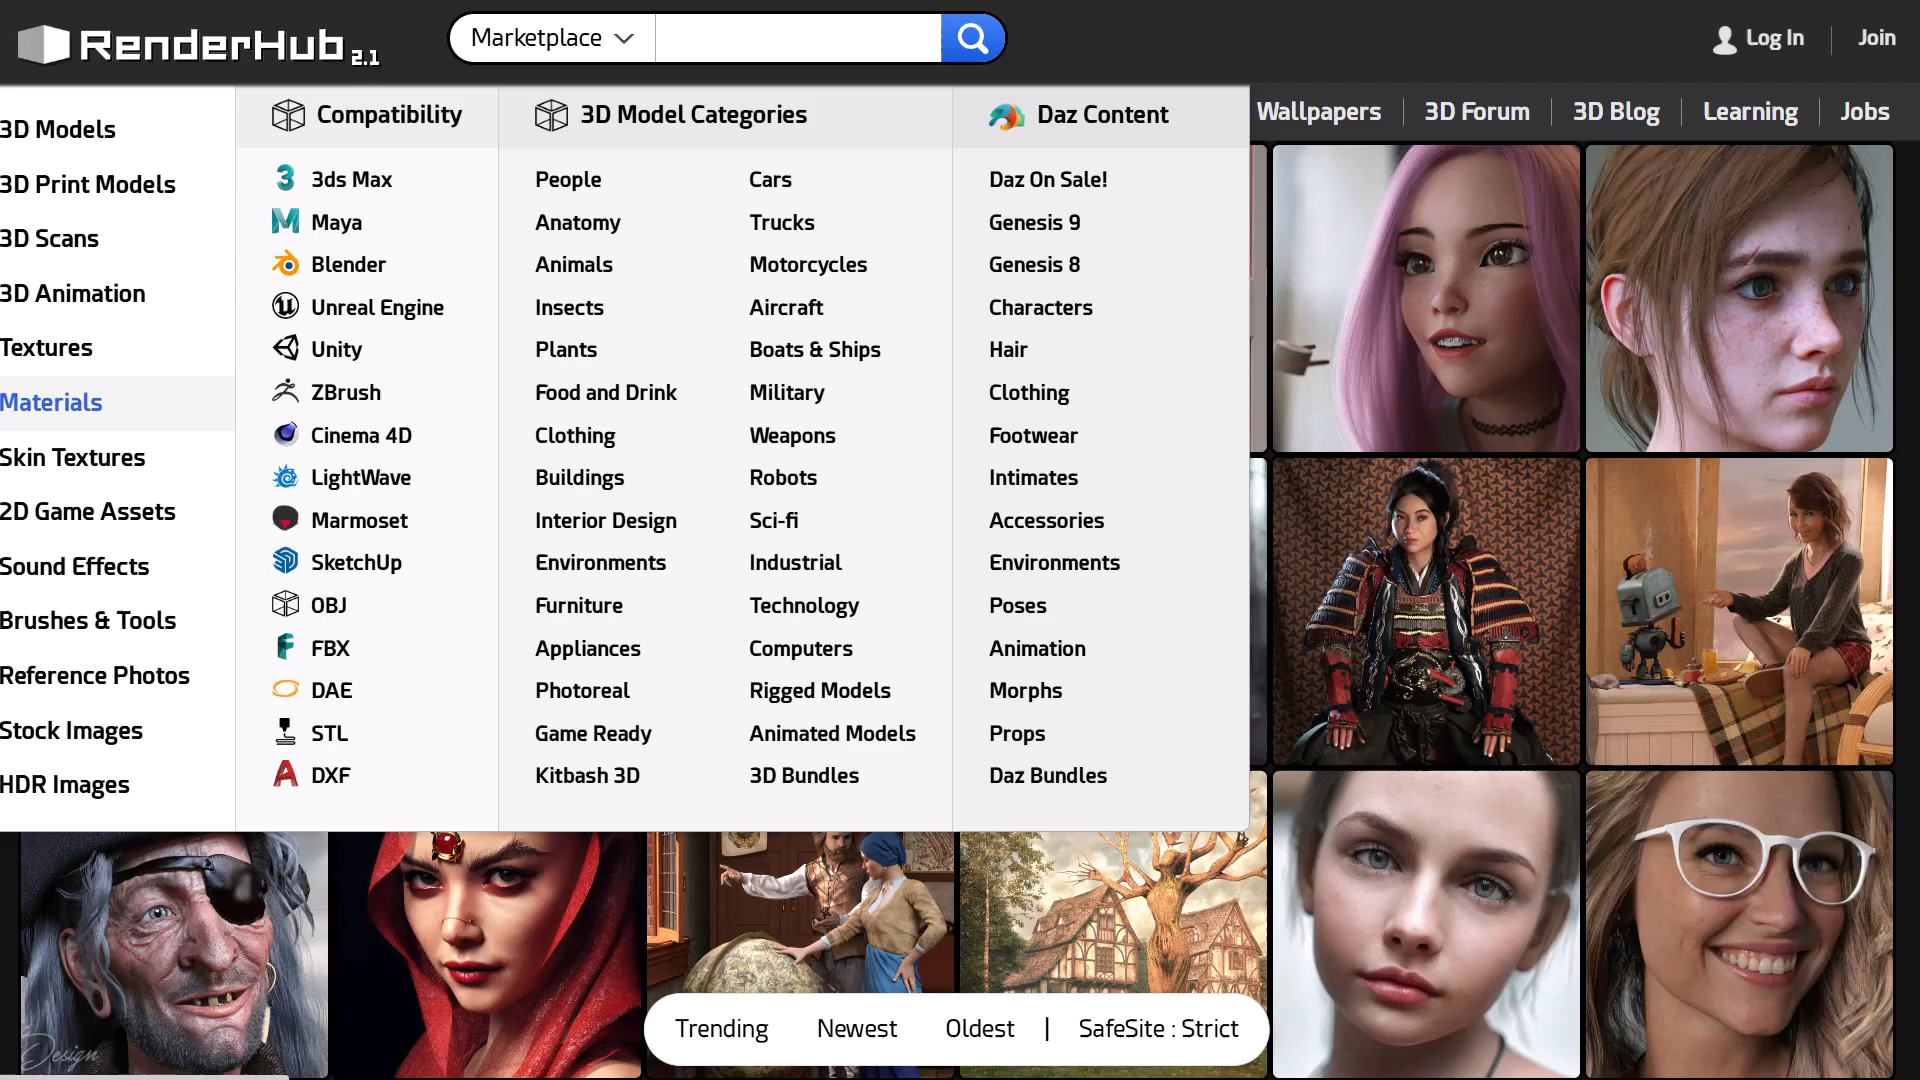 RenderHub 2.1
Marketplace
Log In
Join
Wallpapers
3D Forum
3D Blog
Learning
Jobs
3D Models
3D Print Models
3D Scans
3D Animation
Textures
Materials
Skin Textures
2D Game Assets
Sound Effects
Brushes & Tools
Reference Photos
Stock Images
HDR Images
Compatibility
3ds Max
Maya
Blender
Unreal Engine
Unity
ZBrush
Cinema 4D
LightWave
Marmoset
SketchUp
OBJ
FBX
DAE
STL
DXF
3D Model Categories
People
Anatomy
Animals
Insects
Plants
Food and Drink
Clothing
Buildings
Interior Design
Environments
Furniture
Appliances
Photoreal
Game Ready
Kitbash 3D
Cars
Trucks
Motorcycles
Aircraft
Boats & Ships
Military
Weapons
Robots
Sci-fi
Industrial
Technology
Computers
Rigged Models
Animated Models
3D Bundles
Daz Content
Daz On Sale!
Genesis 9
Genesis 8
Characters
Hair
Clothing
Footwear
Intimates
Accessories
Environments
Poses
Animation
Morphs
Props
Daz Bundles
Design
Trending
Newest
Oldest
|
SafeSite : Strict